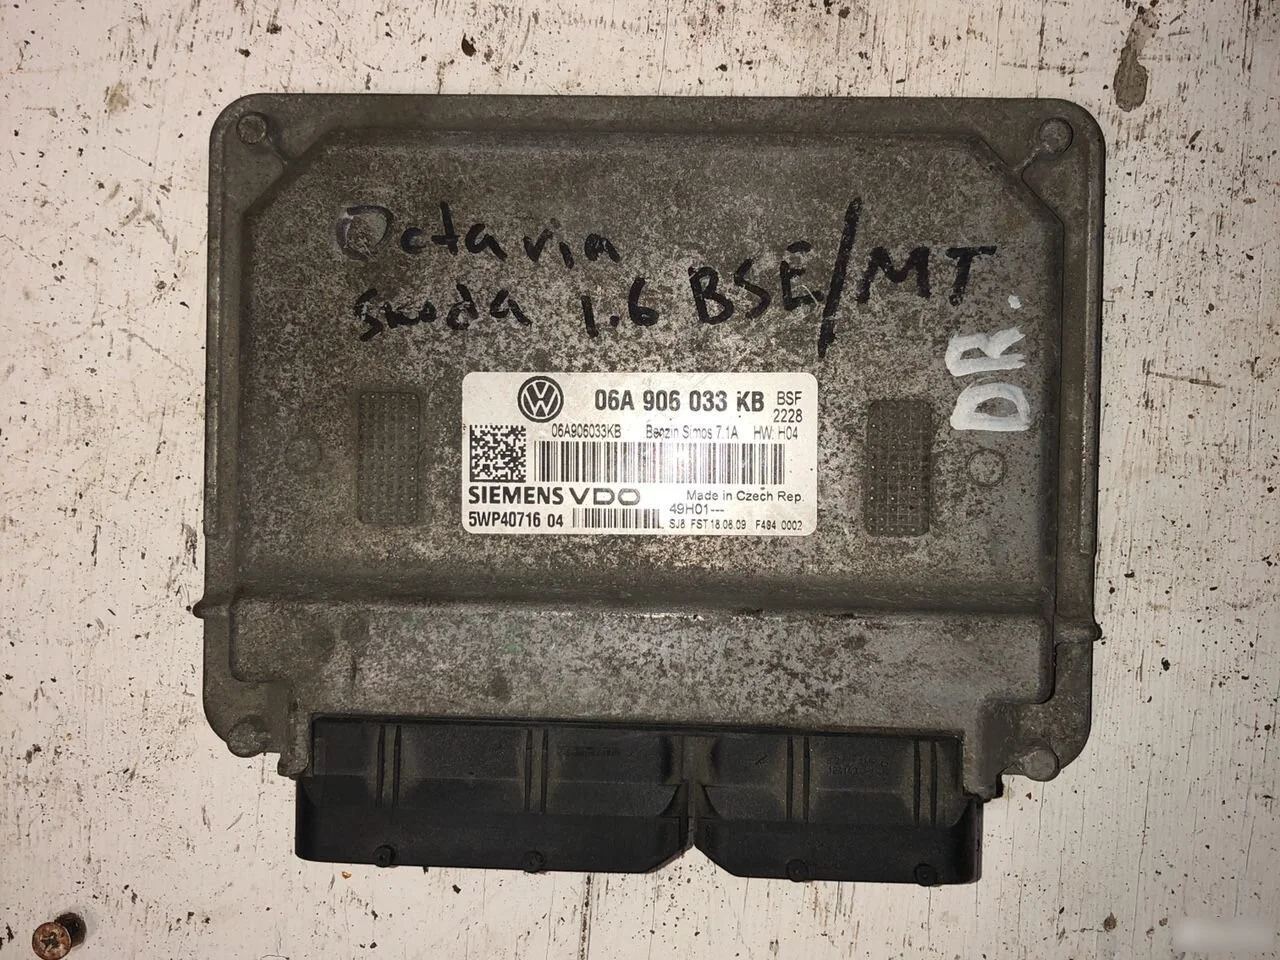 Octavia
Skoda 1.6 BSE/MT
DR.
06A 906 033 KB BSF
2228
06A906033KB Benzin Simos 7.1A HW: H04
SIEMENS VDO Made in Czech Rep.
49H01---
5WP40716 04 SJ8 FST 18.08.09 F494 0002